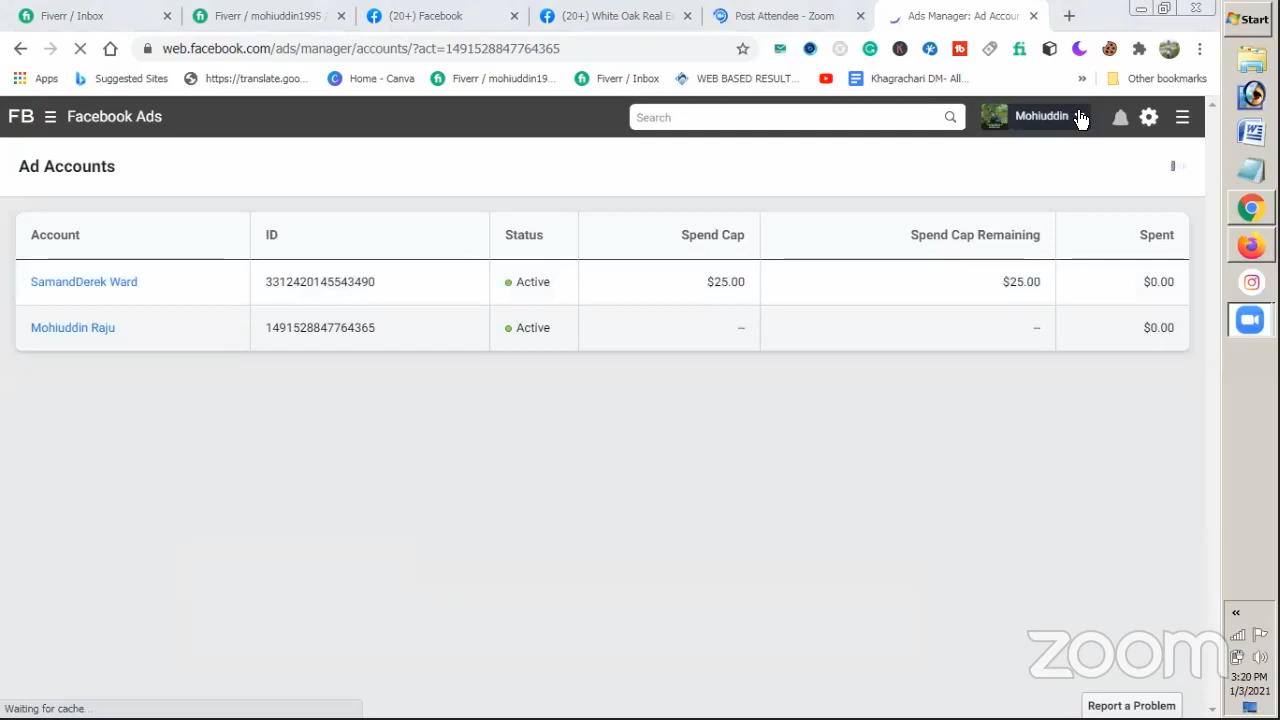 Fiverr / Inbox
Fiverr / mohiuddin1995
(20+) Facebook
(20+) White Oak Real E
Post Attendee - Zoom
Ads Manager: Ad Accour
web.facebook.com/ads/manager/accounts/?act=1491528847764365
Apps
Suggested Sites
https://translate.goo...
Home - Canva
Fiverr / mohiuddin19...
Fiverr / Inbox
WEB BASED RESULT...
Khagrachari DM- All...
»
Other bookmarks
FB Facebook Ads
Search
Mohiuddin
Ad Accounts
Account ID Status Spend Cap Spend Cap Remaining Spent
SamandDerek Ward 3312420145543490 Active $25.00 $25.00 $0.00
Mohiuddin Raju 1491528847764365 Active -- -- $0.00
Waiting for cache...
Report a Problem
zoom
Start
«
3:20 PM
1/3/2021